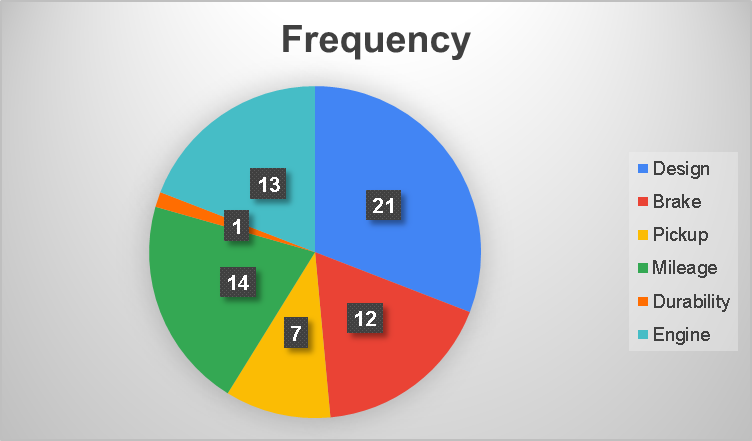 Frequency
13
21
1
14
12
7
Design
Brake
Pickup
Mileage
Durability
Engine